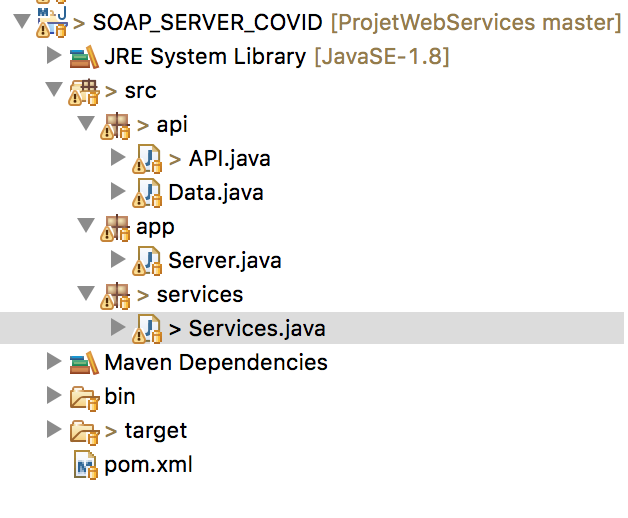 > SOAP_SERVER_COVID [ProjetWebServices master]
JRE System Library [JavaSE-1.8]
> src
> api
> API.java
Data.java
app
Server.java
> services
> Services.java
Maven Dependencies
bin
> target
pom.xml